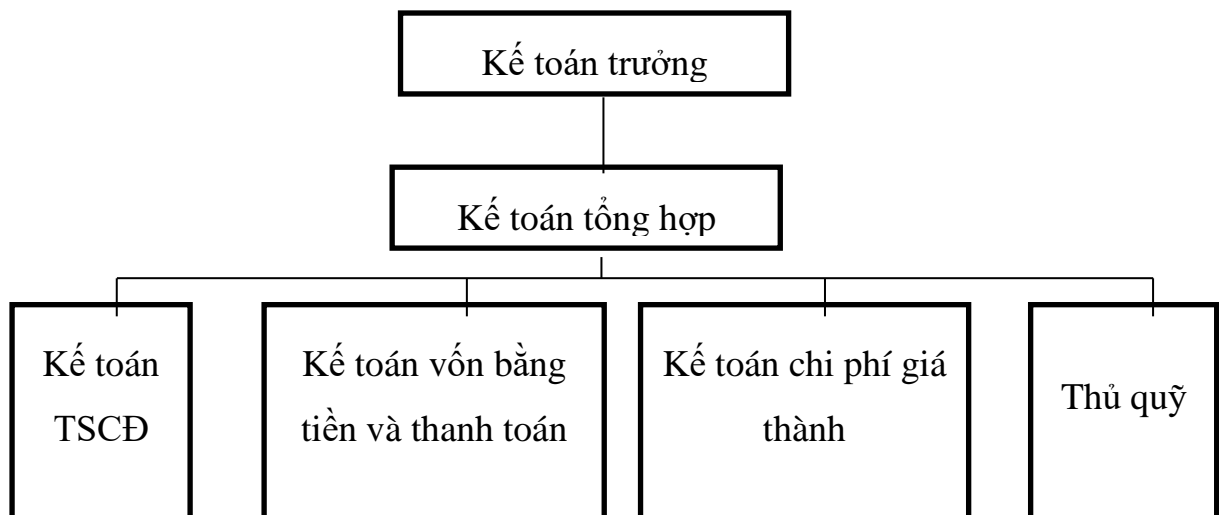 Kế toán trưởng
Kế toán tổng hợp
Kế toán
TSCĐ
Kế toán vốn bằng
tiền và thanh toán
Kế toán chi phí giá
thành
Thủ quỹ